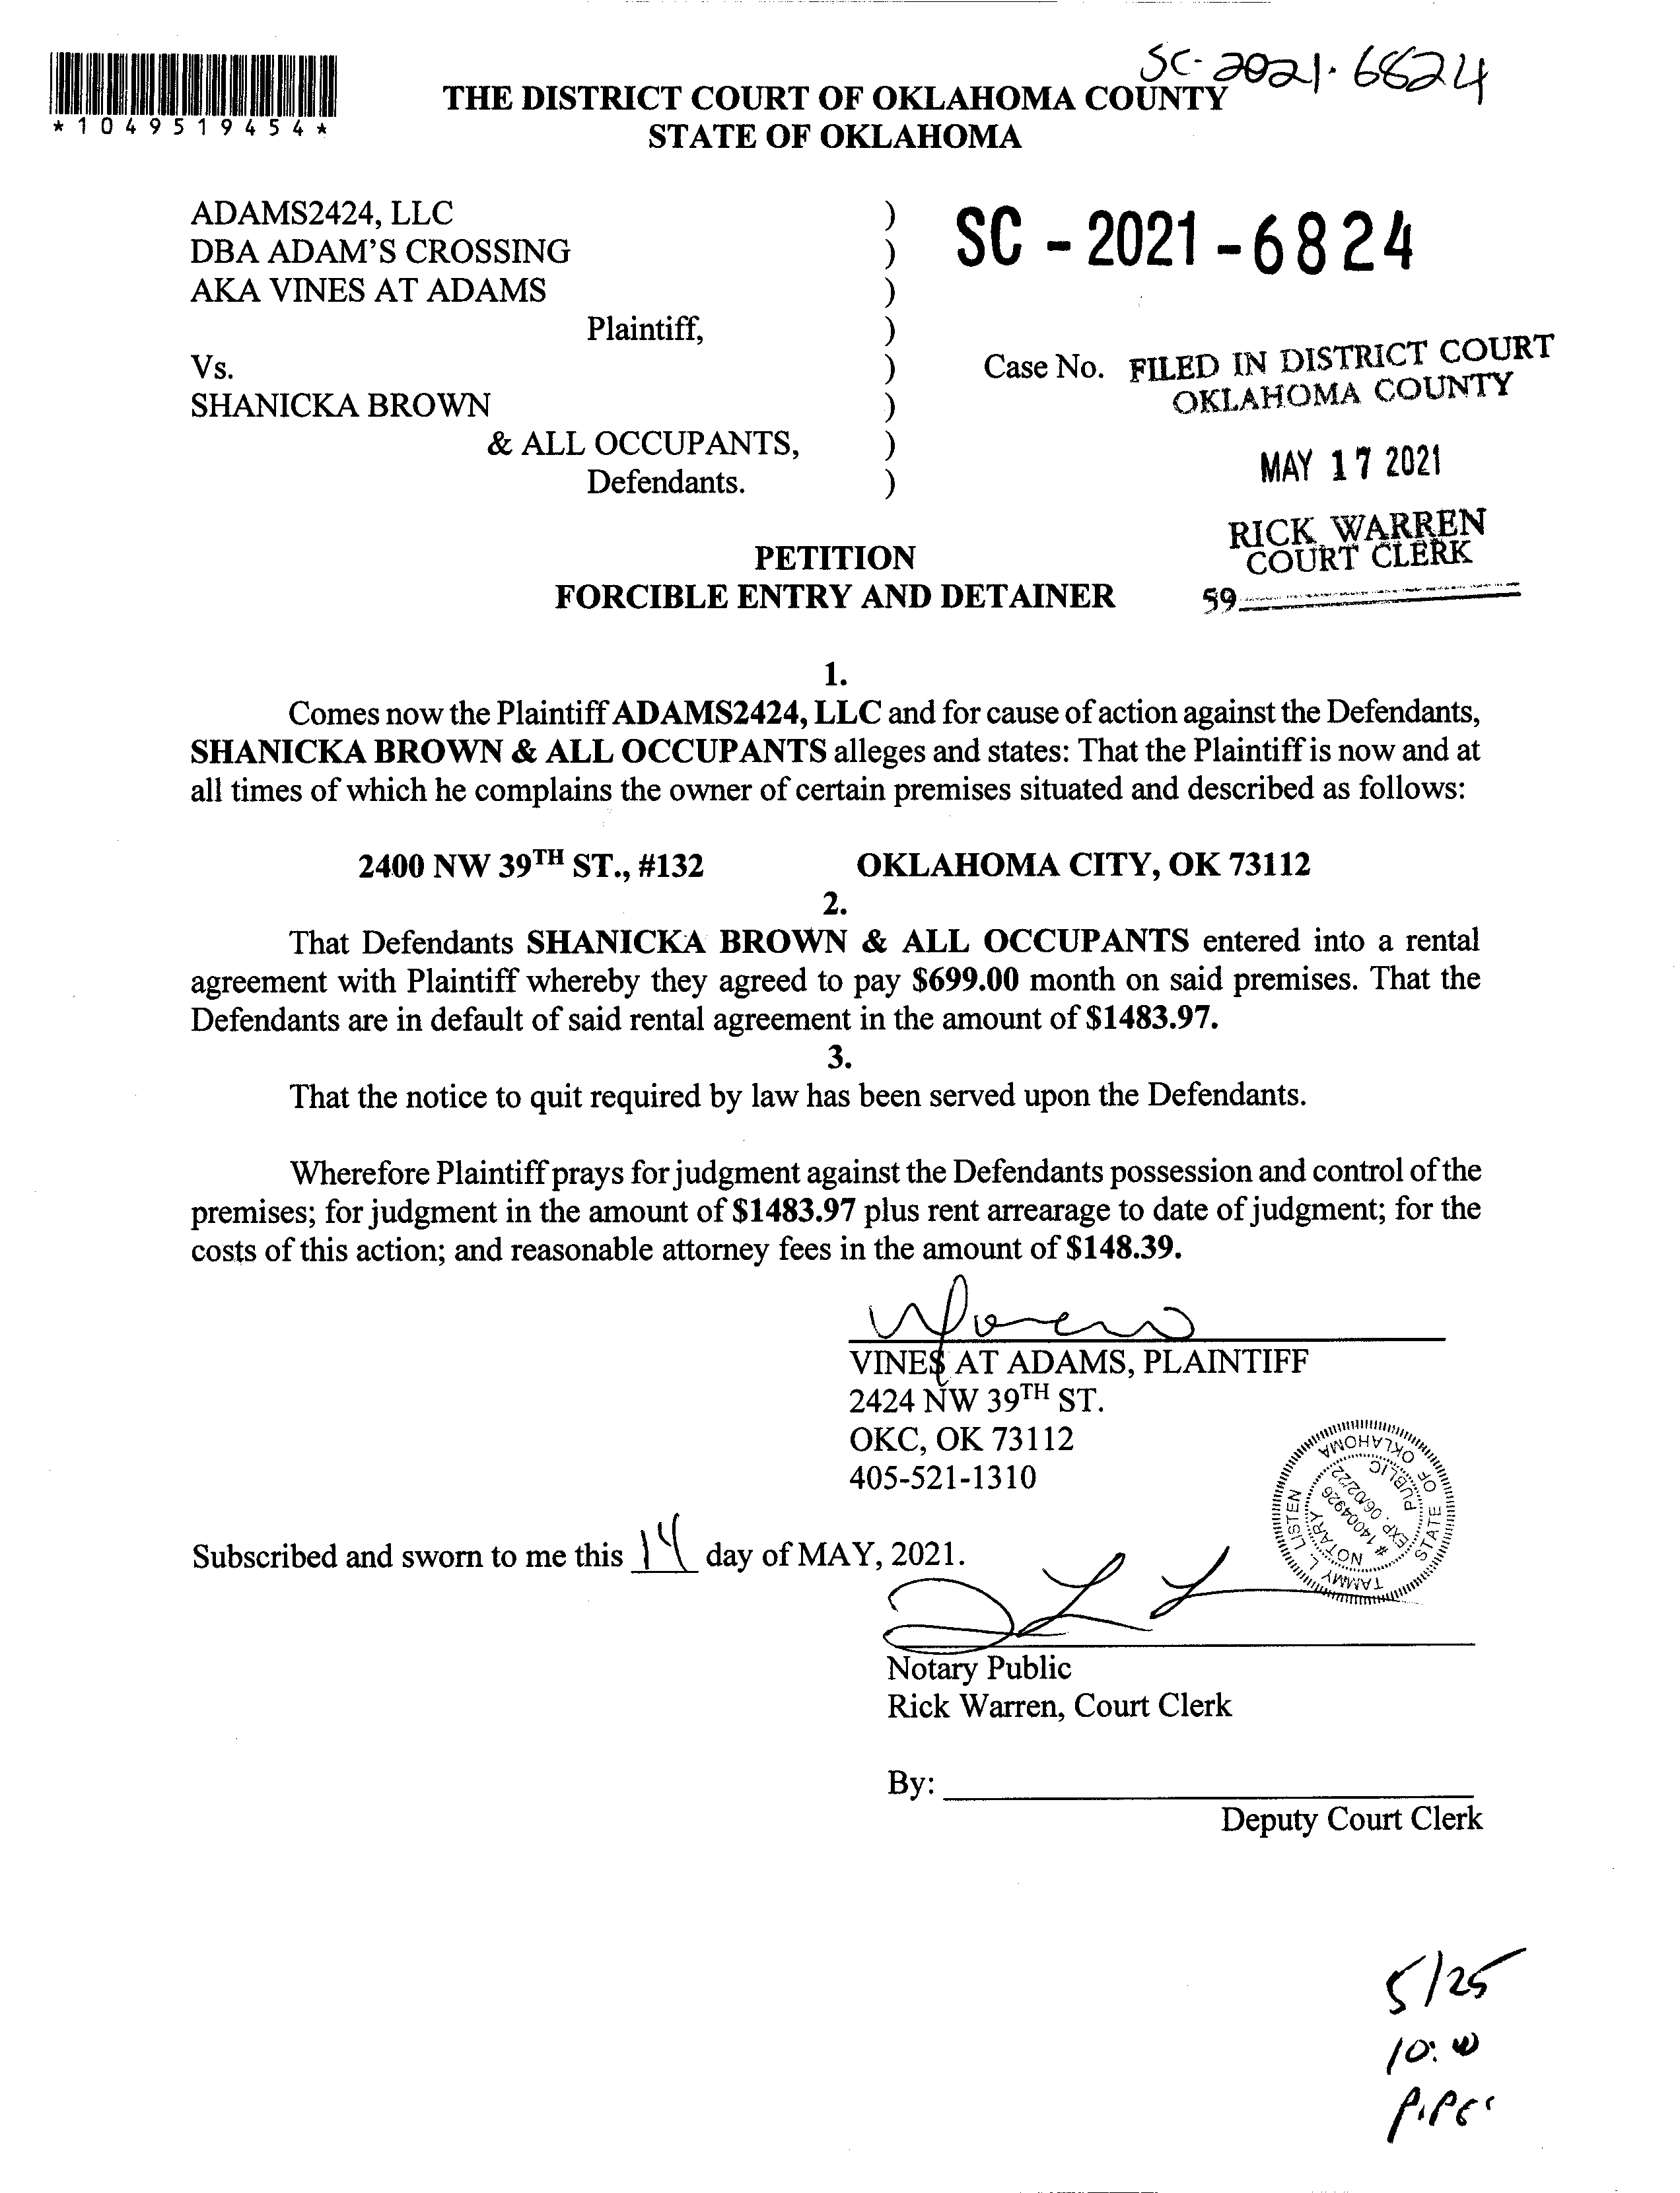 SC-2021-6824
*1049519454*
THE DISTRICT COURT OF OKLAHOMA COUNTY
STATE OF OKLAHOMA
ADAMS2424, LLC )
DBA ADAM'S CROSSING )
AKA VINES AT ADAMS )
Plaintiff, )
Vs. )
SHANICKA BROWN )
& ALL OCCUPANTS, )
Defendants. )
SC - 2021 - 6824
Case No.
FILED IN DISTRICT COURT
OKLAHOMA COUNTY
MAY 17 2021
RICK WARREN
COURT CLERK
59
PETITION
FORCIBLE ENTRY AND DETAINER
1.
Comes now the Plaintiff ADAMS2424, LLC and for cause of action against the Defendants,
SHANICKA BROWN & ALL OCCUPANTS alleges and states: That the Plaintiff is now and at
all times of which he complains the owner of certain premises situated and described as follows:
2400 NW 39TH ST., #132 OKLAHOMA CITY, OK 73112
2.
That Defendants SHANICKA BROWN & ALL OCCUPANTS entered into a rental
agreement with Plaintiff whereby they agreed to pay $699.00 month on said premises. That the
Defendants are in default of said rental agreement in the amount of $1483.97.
3.
That the notice to quit required by law has been served upon the Defendants.
Wherefore Plaintiff prays for judgment against the Defendants possession and control of the
premises; for judgment in the amount of $1483.97 plus rent arrearage to date of judgment; for the
costs of this action; and reasonable attorney fees in the amount of $148.39.
VINES AT ADAMS, PLAINTIFF
2424 NW 39TH ST.
OKC, OK 73112
405-521-1310
TAMMY L. LISTEN
STATE OF OKLAHOMA
NOTARY PUBLIC
# 14004926
EXP. 06/02/22
Subscribed and sworn to me this 14 day of MAY, 2021.
Notary Public
Rick Warren, Court Clerk
By:
Deputy Court Clerk
5/25
10:00